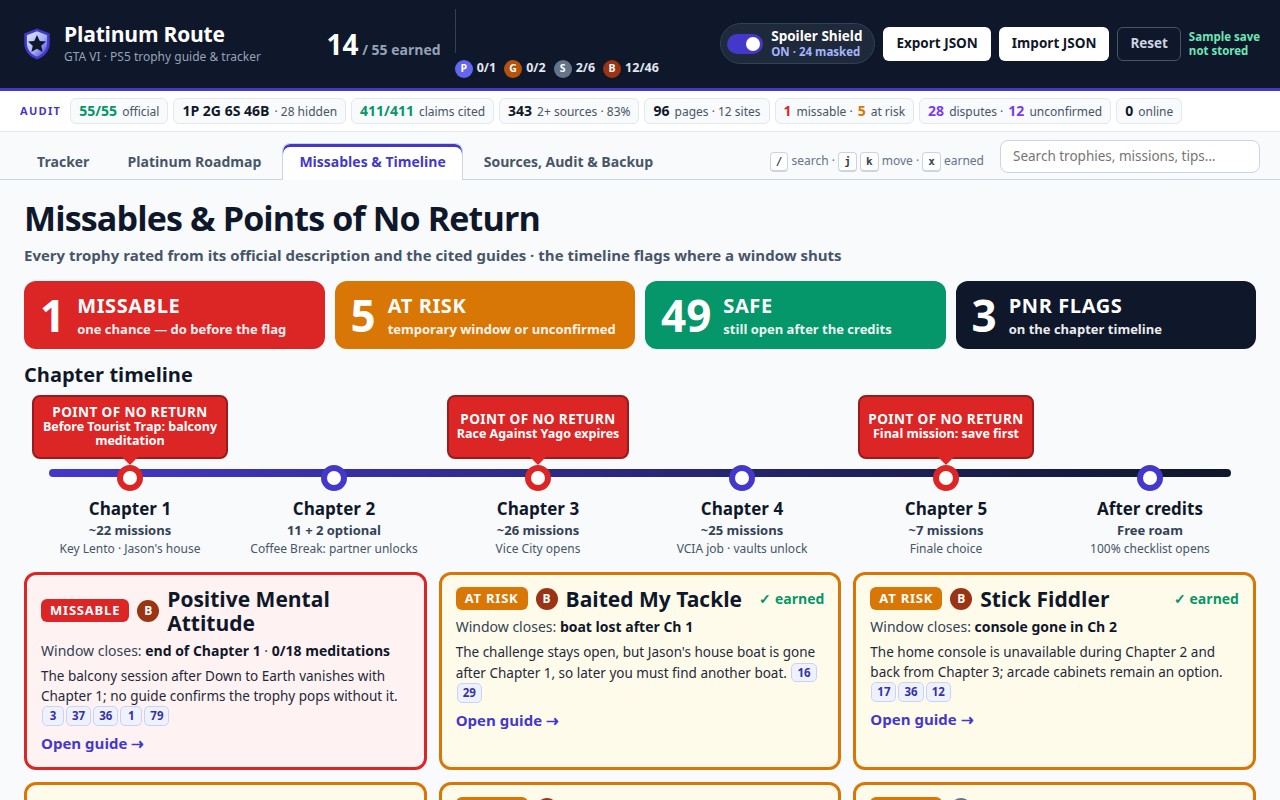 Platinum Route
GTA VI · PS5 trophy guide & tracker
14 / 55 earned
P 0/1 G 0/2 S 2/6 B 12/46
Spoiler Shield
ON · 24 masked
Export JSON
Import JSON
Reset
Sample save
not stored
AUDIT 55/55 official 1P 2G 6S 46B · 28 hidden 411/411 claims cited 343 2+ sources · 83% 96 pages · 12 sites 1 missable · 5 at risk 28 disputes · 12 unconfirmed 0 online
Tracker Platinum Roadmap Missables & Timeline Sources, Audit & Backup / search · j k move · x earned Search trophies, missions, tips...
Missables & Points of No Return
Every trophy rated from its official description and the cited guides · the timeline flags where a window shuts
1 MISSABLE
one chance — do before the flag
5 AT RISK
temporary window or unconfirmed
49 SAFE
still open after the credits
3 PNR FLAGS
on the chapter timeline
Chapter timeline
POINT OF NO RETURN
Before Tourist Trap: balcony
meditation
POINT OF NO RETURN
Race Against Yago expires
POINT OF NO RETURN
Final mission: save first
Chapter 1
~22 missions
Key Lento · Jason's house
Chapter 2
11 + 2 optional
Coffee Break: partner unlocks
Chapter 3
~26 missions
Vice City opens
Chapter 4
~25 missions
VCIA job · vaults unlock
Chapter 5
~7 missions
Finale choice
After credits
Free roam
100% checklist opens
MISSABLE B Positive Mental
Attitude
Window closes: end of Chapter 1 · 0/18 meditations
The balcony session after Down to Earth vanishes with
Chapter 1; no guide confirms the trophy pops without it.
3 37 36 1 79
Open guide →
AT RISK B Baited My Tackle ✓ earned
Window closes: boat lost after Ch 1
The challenge stays open, but Jason's house boat is gone
after Chapter 1, so later you must find another boat. 16
29
Open guide →
AT RISK B Stick Fiddler ✓ earned
Window closes: console gone in Ch 2
The home console is unavailable during Chapter 2 and
back from Chapter 3; arcade cabinets remain an option.
17 36 12
Open guide →